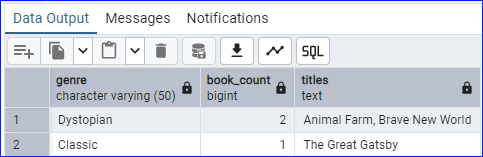 Data Output Messages Notifications
SQL
genre book_count titles
character varying (50) bigint text
1 Dystopian 2 Animal Farm, Brave New World
2 Classic 1 The Great Gatsby